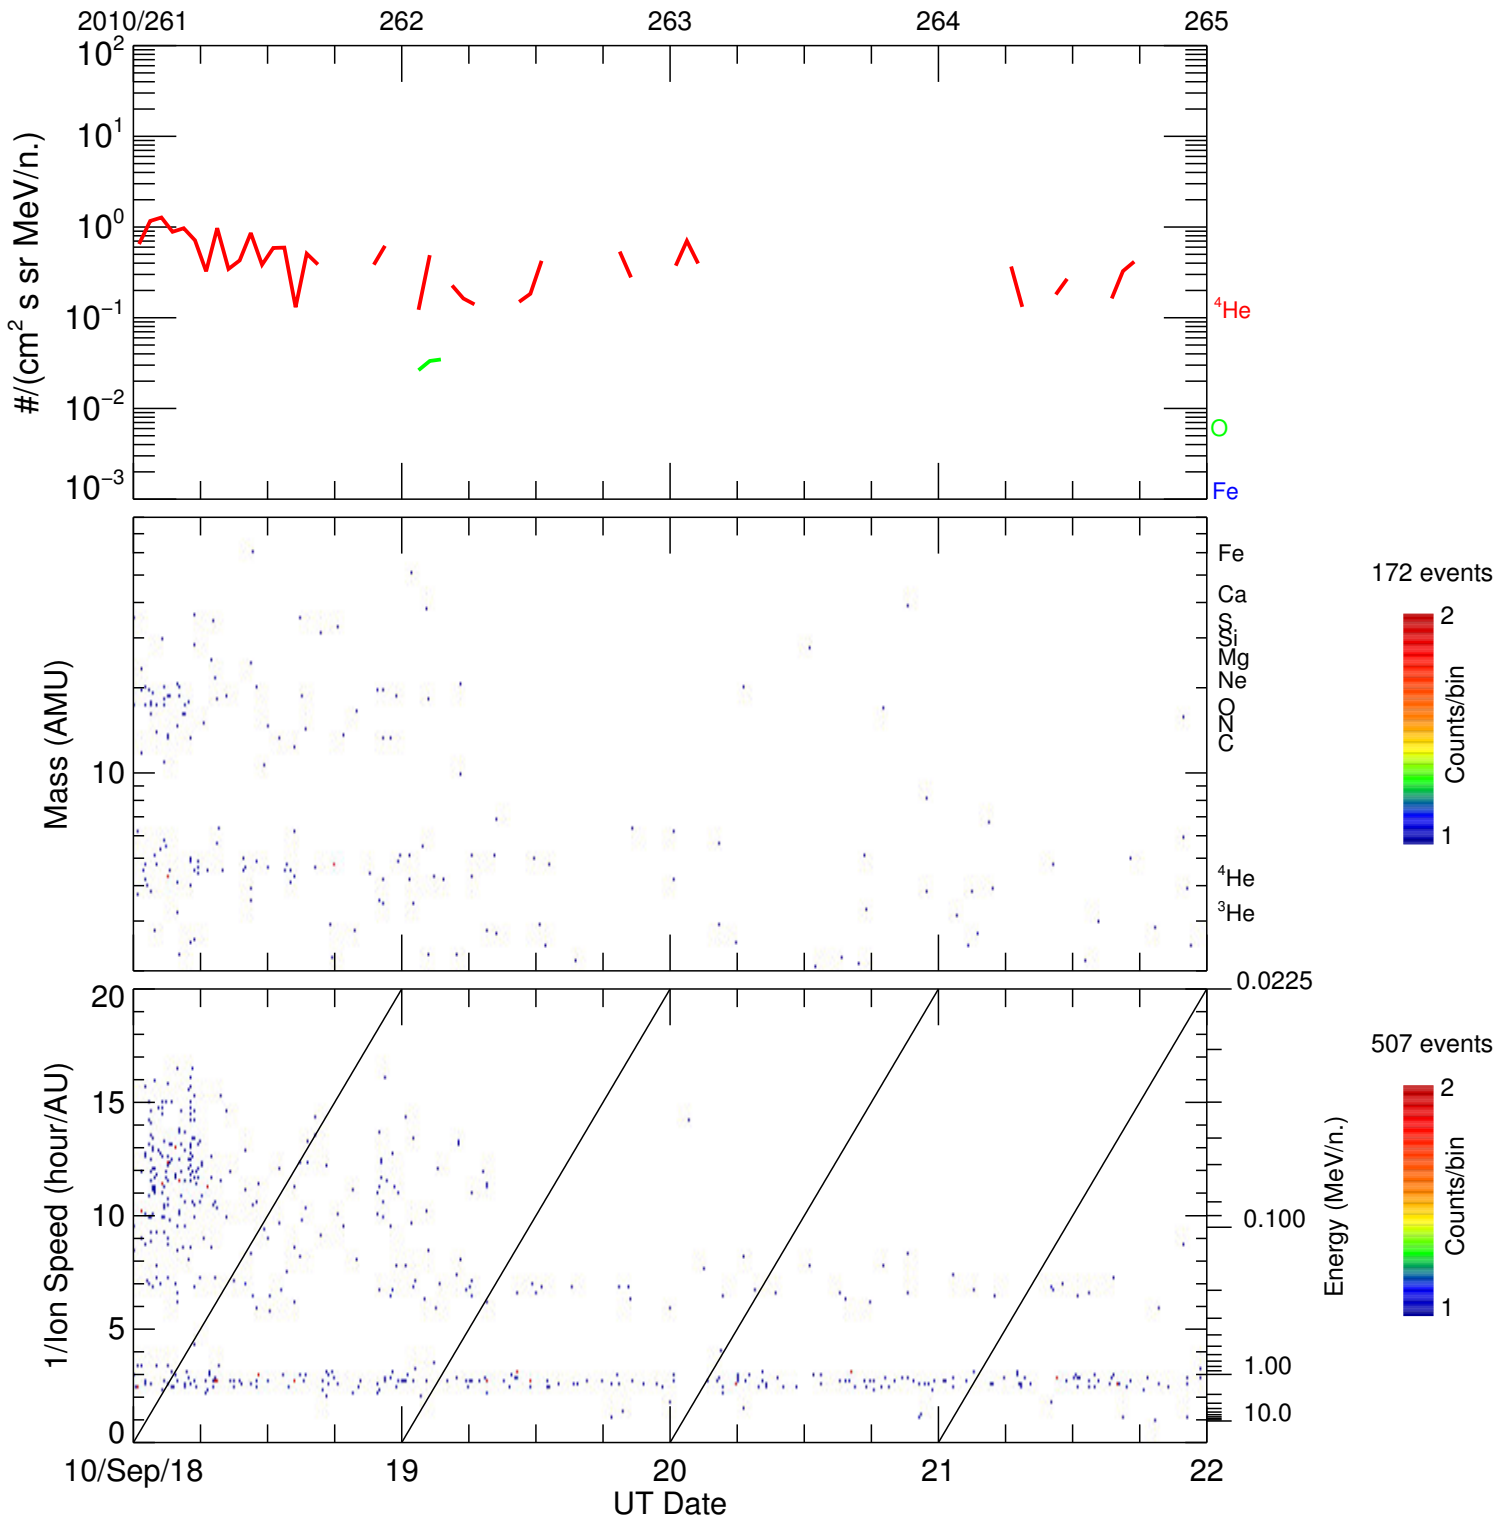 2010/261 262 263 264 265
10²
10¹
10⁰
10⁻¹
10⁻²
10⁻³
#/(cm² s sr MeV/n.)
⁴He
O
Fe
Mass (AMU)
10
Fe
Ca
S
Si
Mg
Ne
O
N
C
⁴He
³He
172 events
2
Counts/bin
1
1/Ion Speed (hour/AU)
20
15
10
5
0
0.0225
0.100
1.00
10.0
Energy (MeV/n.)
507 events
2
Counts/bin
1
10/Sep/18 19 20 21 22
UT Date